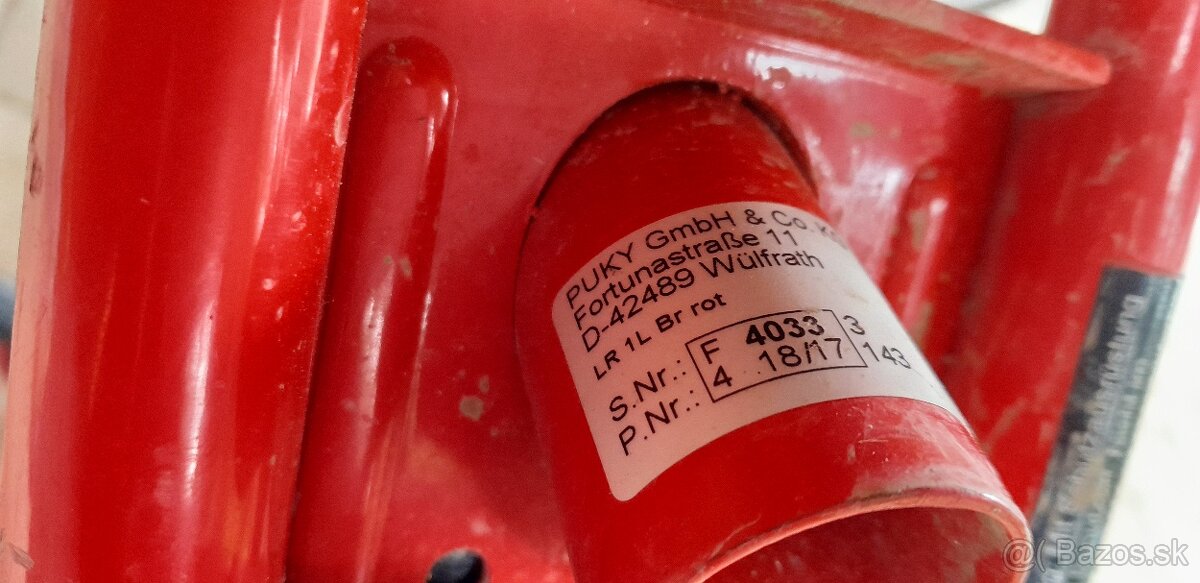 PUKY GmbH & Co.
Fortunastraße 11
D-42489 Wülfrath
LR 1L Br rot
S.Nr.: F 4033 3
P.Nr.: 4 18/17 143
@( Bazos.sk